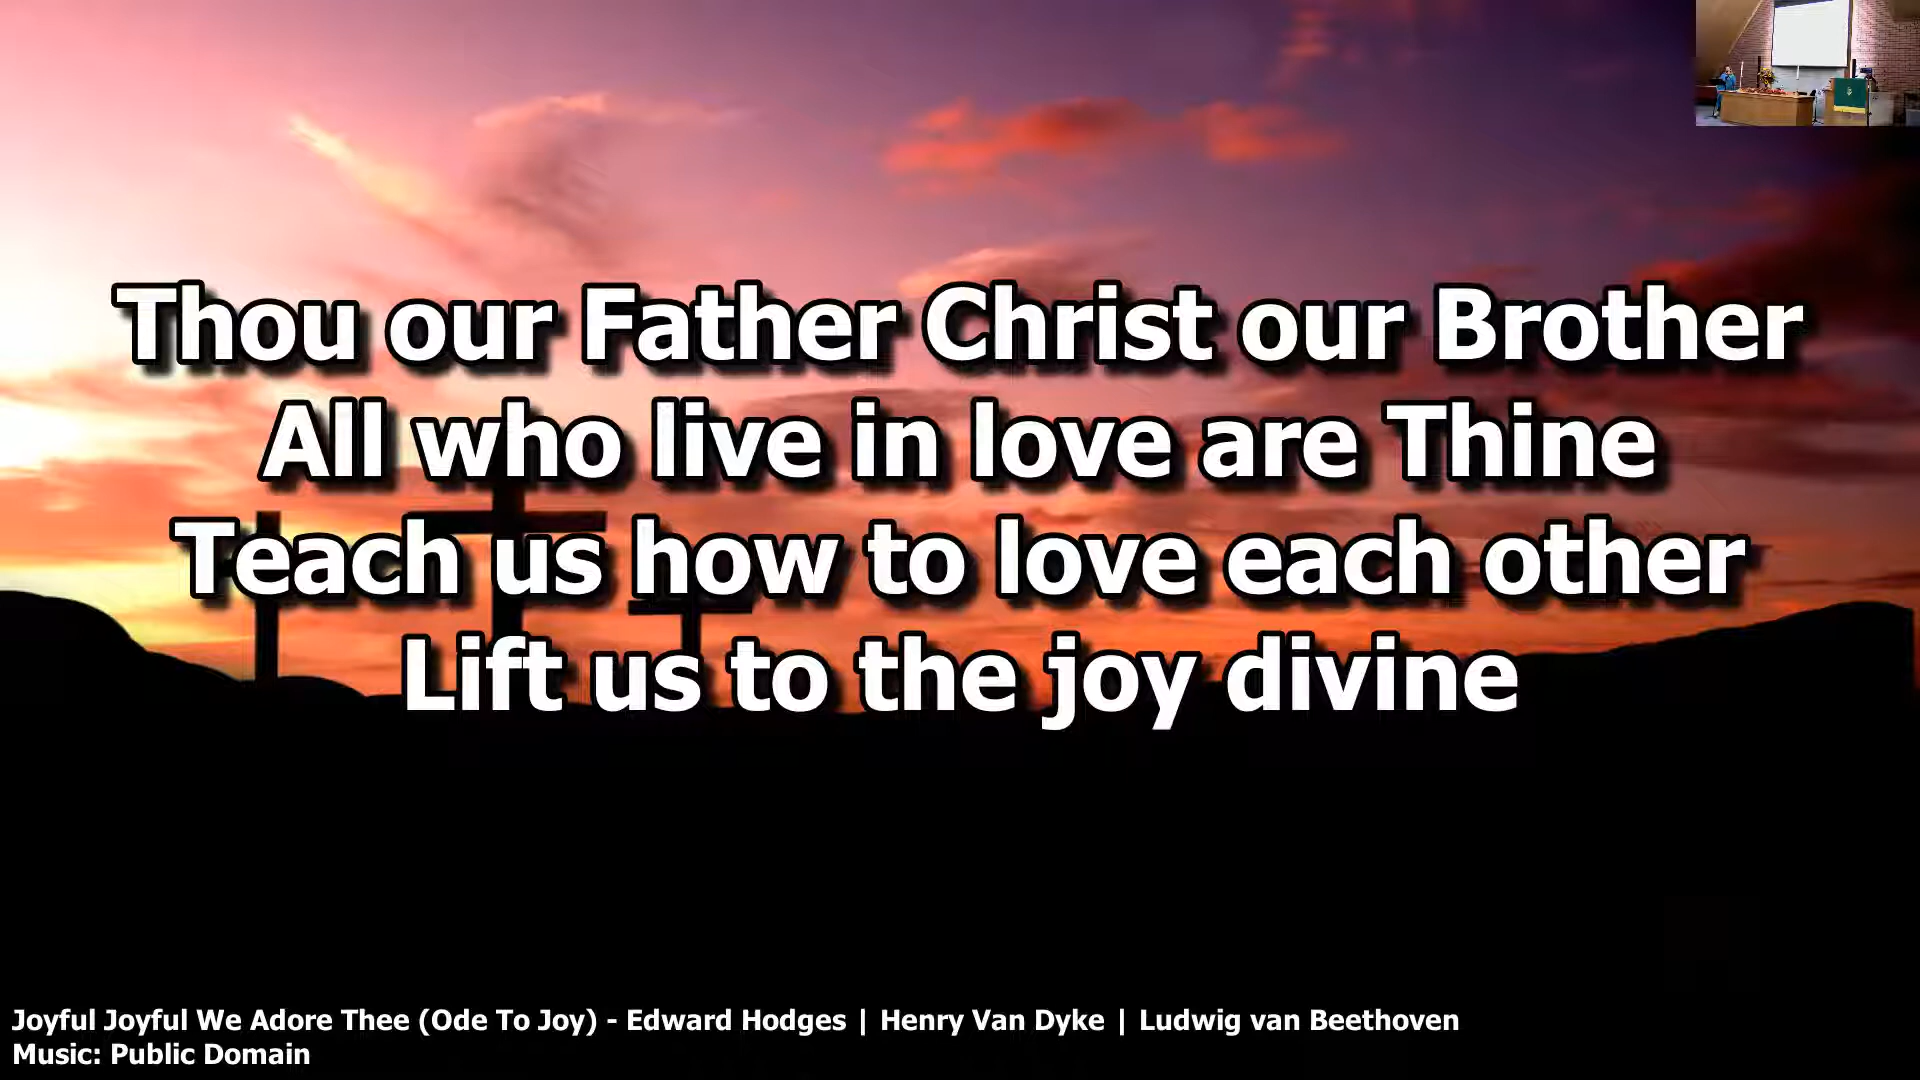 Thou our Father Christ our Brother
All who live in love are Thine
Teach us how to love each other
Lift us to the joy divine
Joyful Joyful We Adore Thee (Ode To Joy) - Edward Hodges | Henry Van Dyke | Ludwig van Beethoven
Music: Public Domain